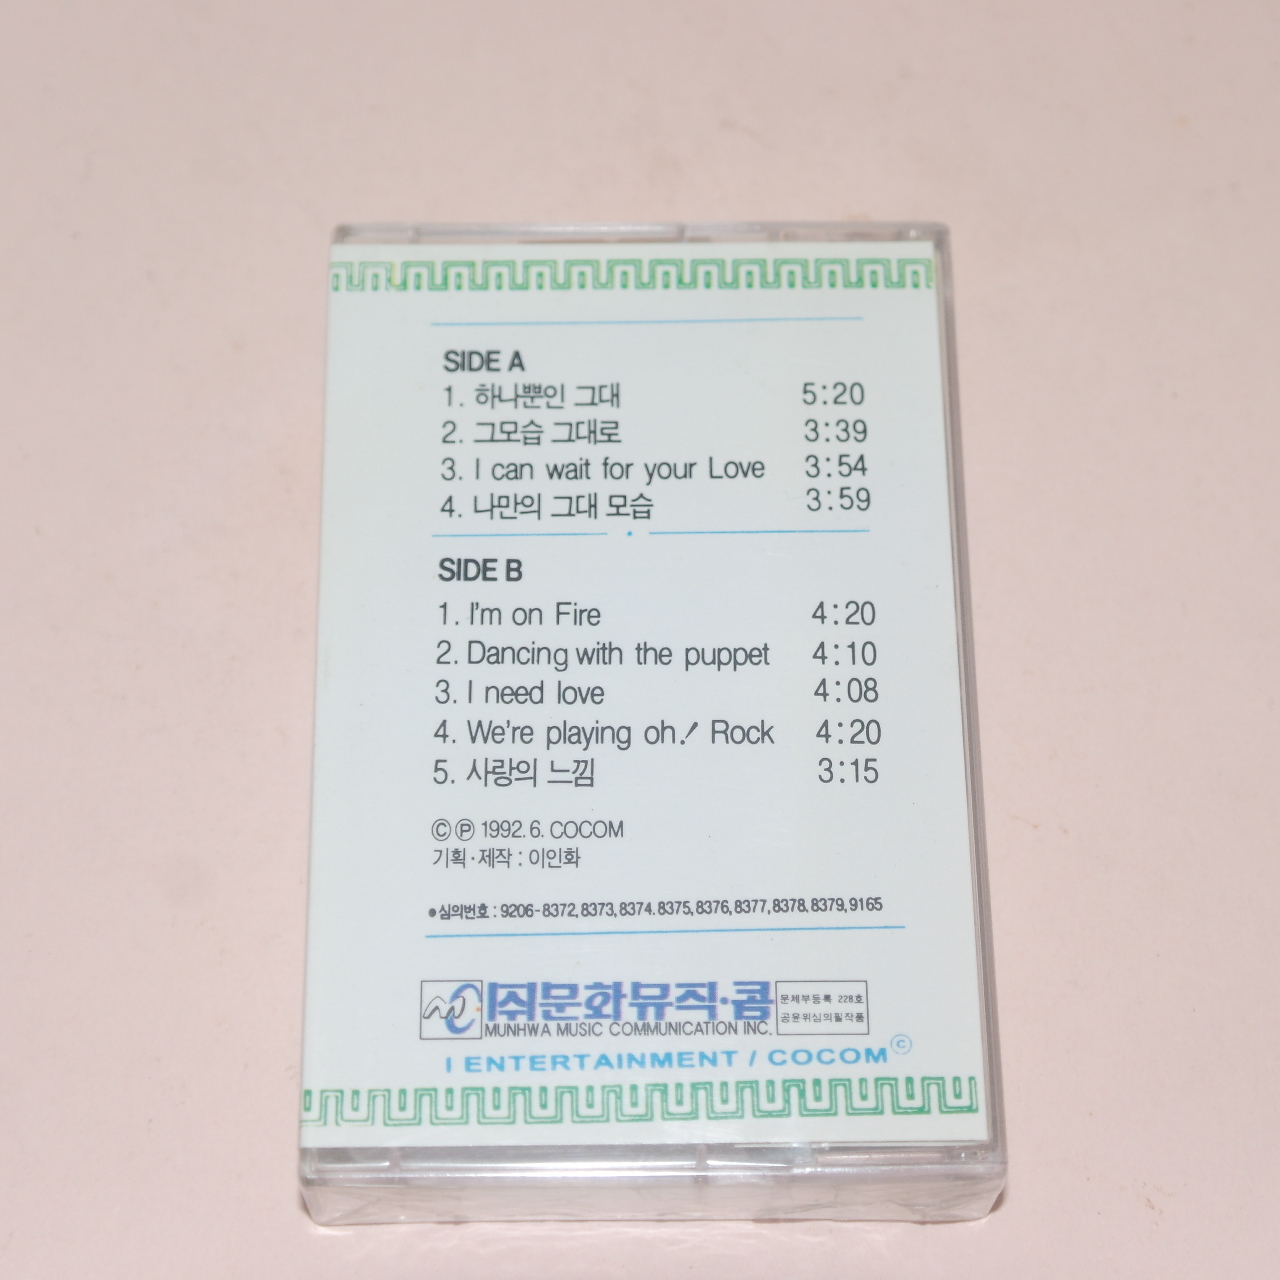 SIDE A
1. 하나뿐인 그대 5:20
2. 그모습 그대로 3:39
3. I can wait for your Love 3:54
4. 나만의 그대 모습 3:59
SIDE B
1. I'm on Fire 4:20
2. Dancing with the puppet 4:10
3. I need love 4:08
4. We're playing oh! Rock 4:20
5. 사랑의 느낌 3:15
ⓒⓟ 1992. 6. COCOM
기획·제작 : 이인화
●심의번호 : 9206-8372, 8373, 8374. 8375, 8376, 8377, 8378, 8379, 9165
㈜문화뮤직·콤
MUNHWA MUSIC COMMUNICATION INC.
문체부등록 228호
공윤위심의필작품
I ENTERTAINMENT / COCOM ⓒ